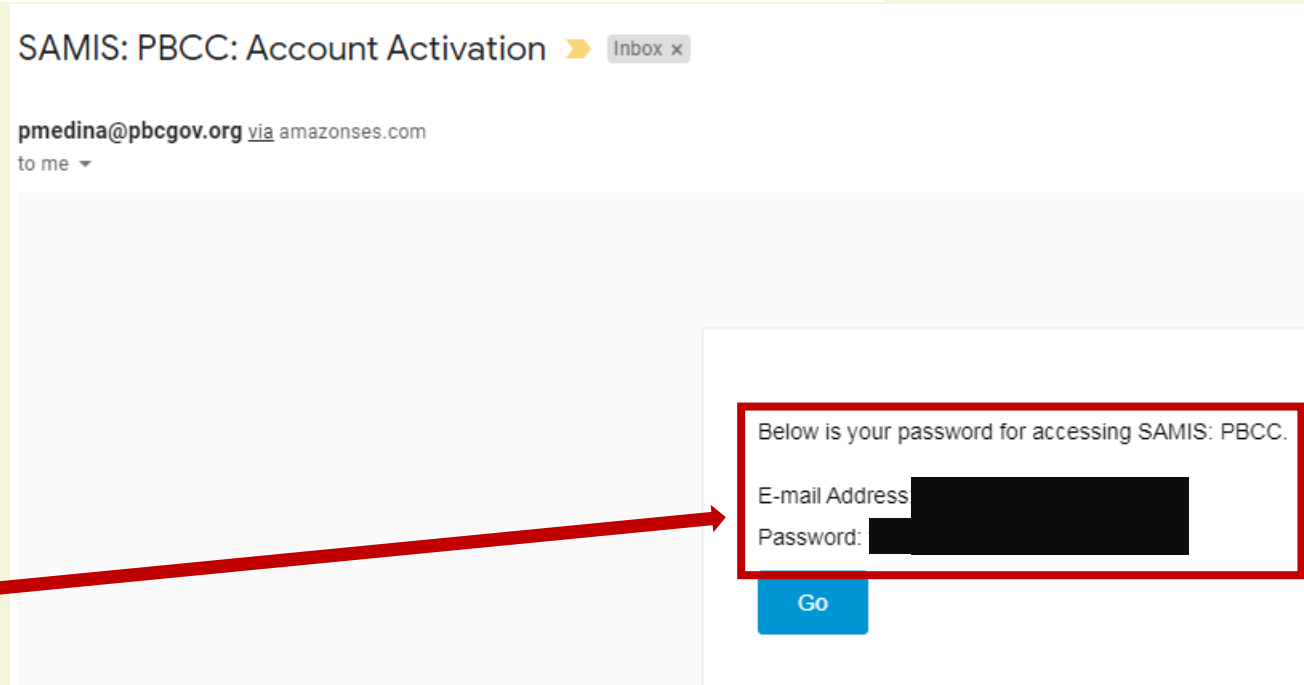 SAMIS: PBCC: Account Activation Inbox ×
pmedina@pbcgov.org via amazonses.com
to me
Below is your password for accessing SAMIS: PBCC.
E-mail Address:
Password:
Go